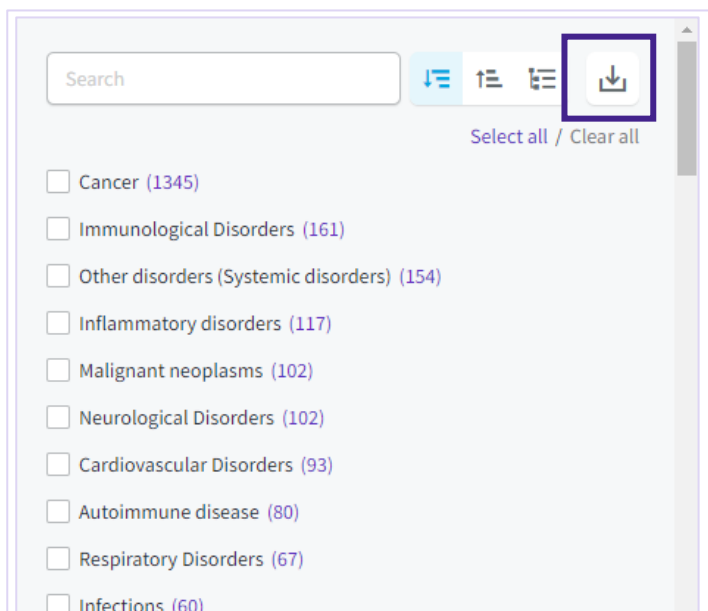 Search
Select all / Clear all
Cancer (1345)
Immunological Disorders (161)
Other disorders (Systemic disorders) (154)
Inflammatory disorders (117)
Malignant neoplasms (102)
Neurological Disorders (102)
Cardiovascular Disorders (93)
Autoimmune disease (80)
Respiratory Disorders (67)
Infections (60)